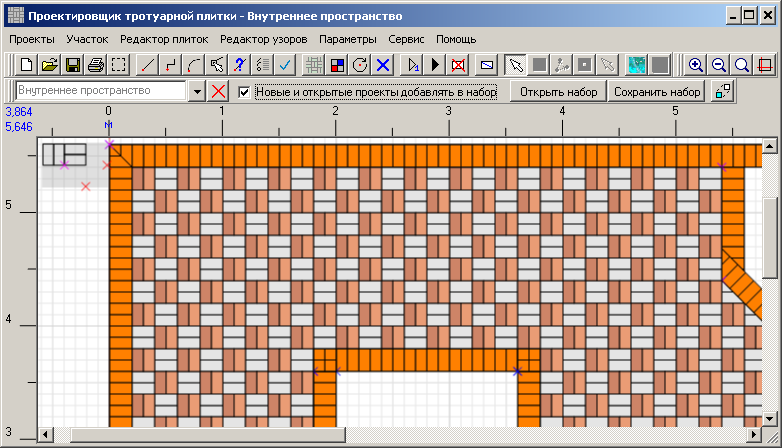 Проектировщик тротуарной плитки - Внутреннее пространство
Проекты Участок Редактор плиток Редактор узоров Параметры Сервис Помощь
Внутреннее пространство Новые и открытые проекты добавлять в набор Открыть набор Сохранить набор
3,864 0 1 2 3 4 5
5,646 М
5
4
3